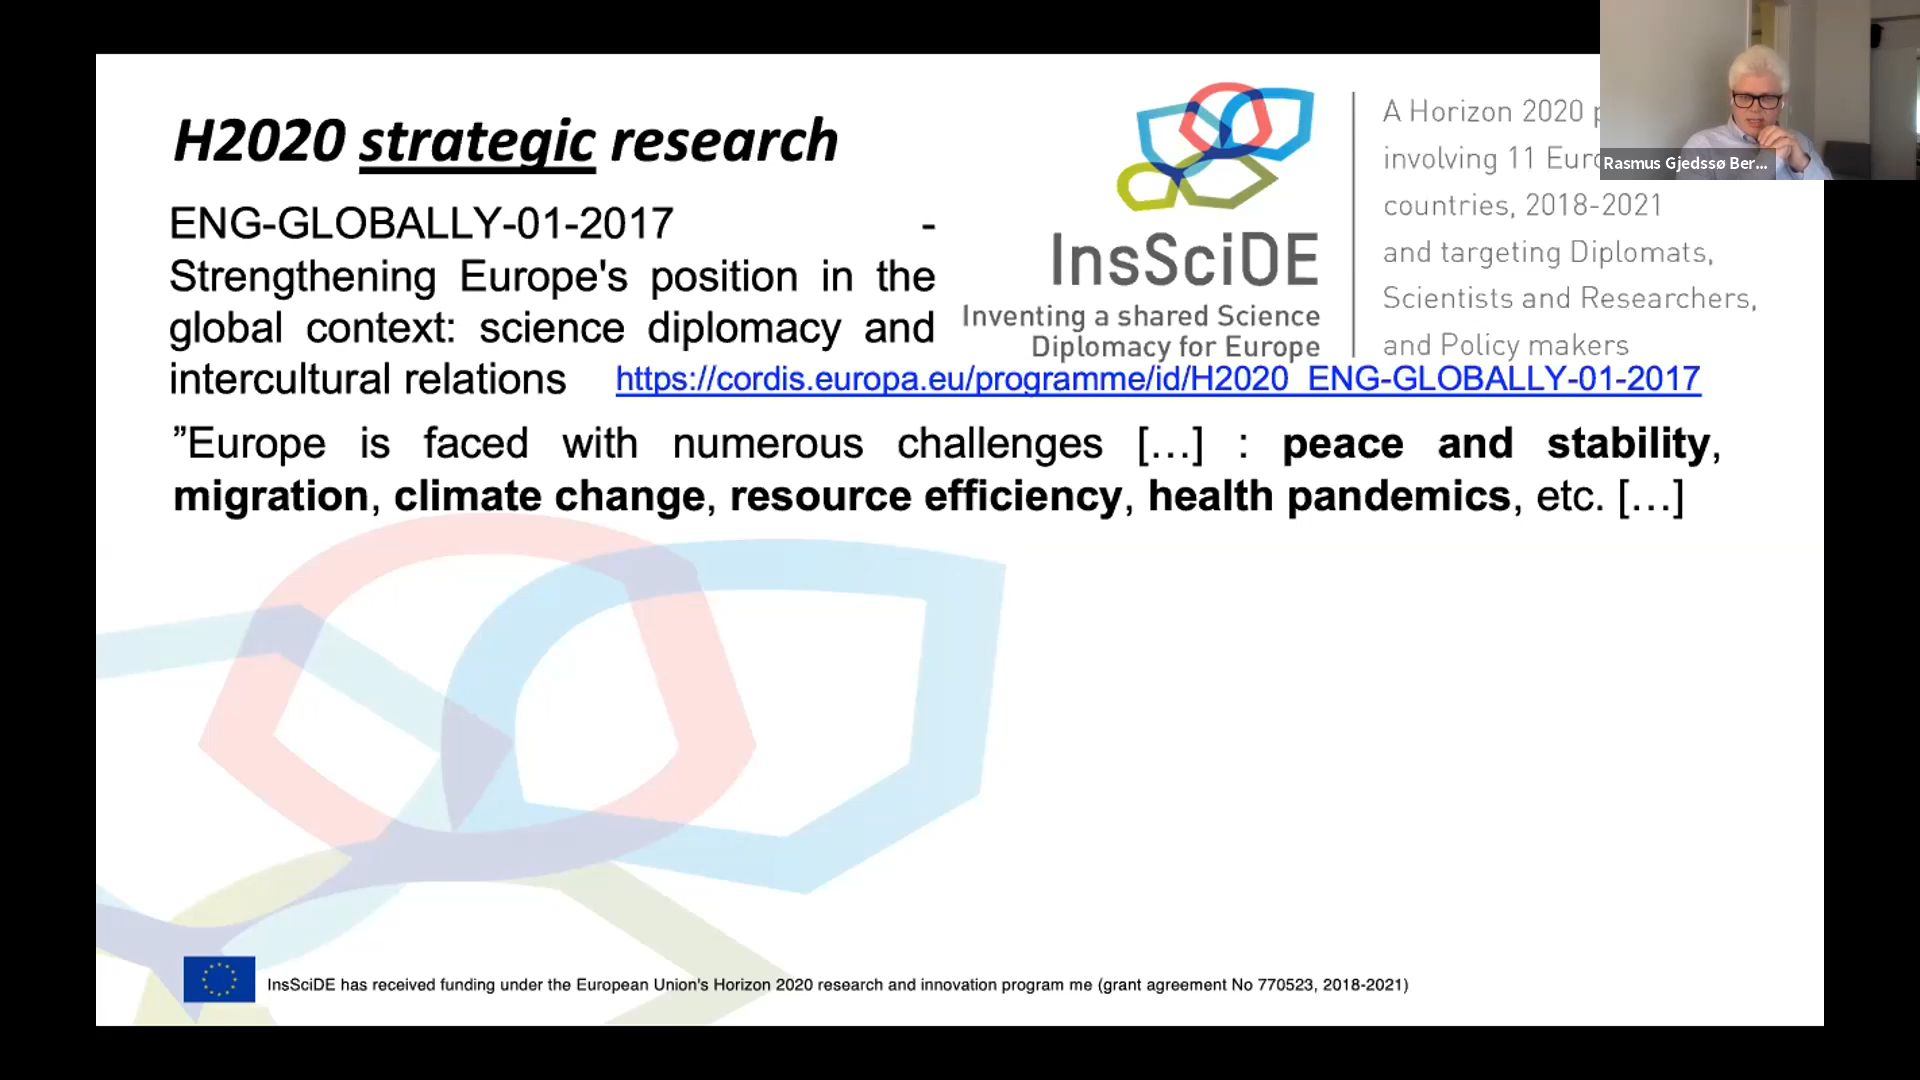 H2020 strategic research
ENG-GLOBALLY-01-2017 -
Strengthening Europe's position in the
global context: science diplomacy and
intercultural relations
https://cordis.europa.eu/programme/id/H2020_ENG-GLOBALLY-01-2017
”Europe is faced with numerous challenges […] : peace and stability,
migration, climate change, resource efficiency, health pandemics, etc. […]
InsSciDE
Inventing a shared Science
Diplomacy for Europe
A Horizon 2020
involving 11
countries, 2018-2021
and targeting Diplomats,
Scientists and Researchers,
and Policy makers
Rasmus Gjedssø Ber...
InsSciDE has received funding under the European Union's Horizon 2020 research and innovation program me (grant agreement No 770523, 2018-2021)